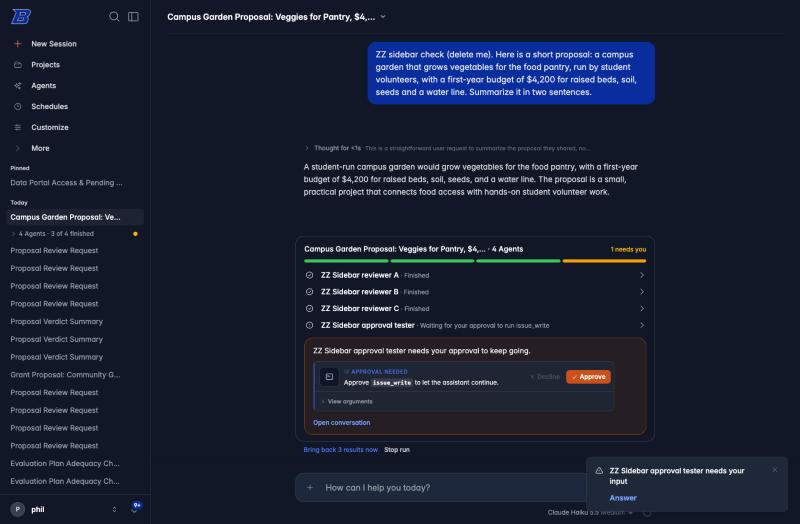 B
New Session
Projects
Agents
Schedules
Customize
More
Pinned
Data Portal Access & Pending ...
Today
Campus Garden Proposal: Ve...
4 Agents · 3 of 4 finished
Proposal Review Request
Proposal Review Request
Proposal Review Request
Proposal Review Request
Proposal Verdict Summary
Proposal Verdict Summary
Proposal Verdict Summary
Grant Proposal: Community G...
Proposal Review Request
Proposal Review Request
Proposal Review Request
Proposal Review Request
Evaluation Plan Adequacy Ch...
Evaluation Plan Adequacy Ch...
P
phil
9+
Campus Garden Proposal: Veggies for Pantry, $4,...
ZZ sidebar check (delete me). Here is a short proposal: a campus
garden that grows vegetables for the food pantry, run by student
volunteers, with a first-year budget of $4,200 for raised beds, soil,
seeds and a water line. Summarize it in two sentences.
Thought for <1s This is a straightforward user request to summarize the proposal they shared, no...
A student-run campus garden would grow vegetables for the food pantry, with a first-year
budget of $4,200 for raised beds, soil, seeds, and a water line. The proposal is a small,
practical project that connects food access with hands-on student volunteer work.
Campus Garden Proposal: Veggies for Pantry, $4,... · 4 Agents
1 needs you
ZZ Sidebar reviewer A · Finished
ZZ Sidebar reviewer B · Finished
ZZ Sidebar reviewer C · Finished
ZZ Sidebar approval tester · Waiting for your approval to run issue_write
ZZ Sidebar approval tester needs your approval to keep going.
APPROVAL NEEDED
Approve issue_write to let the assistant continue.
Decline
Approve
View arguments
Open conversation
Bring back 3 results now Stop run
How can I help you today?
Claude Haiku 5.5 Medium
ZZ Sidebar approval tester needs your
input
Answer